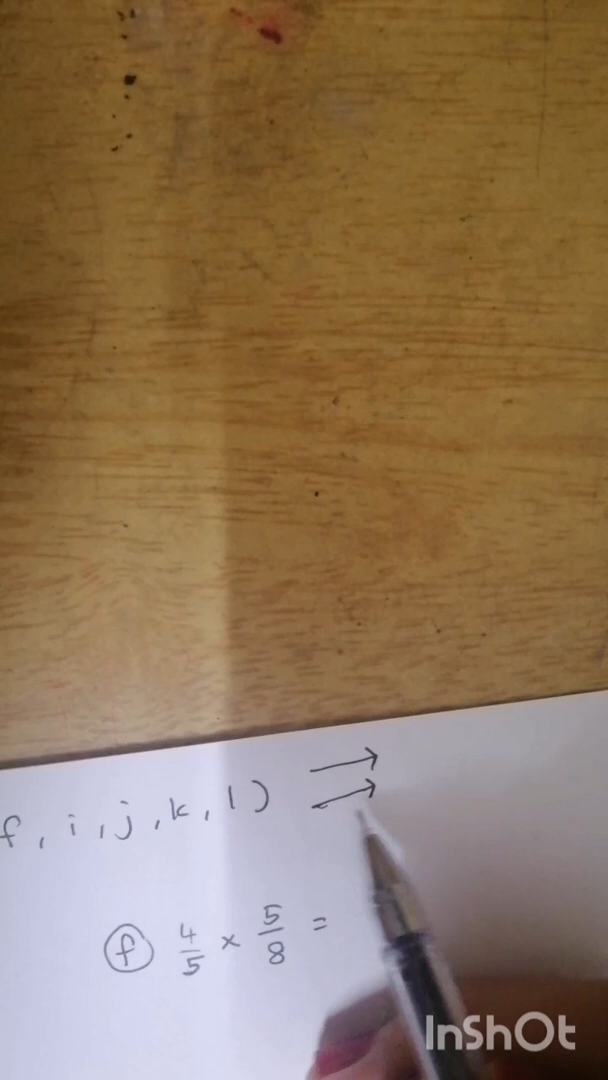 f, i, j, k, l) →
→
(f) 4/5 × 5/8 =
InShOt